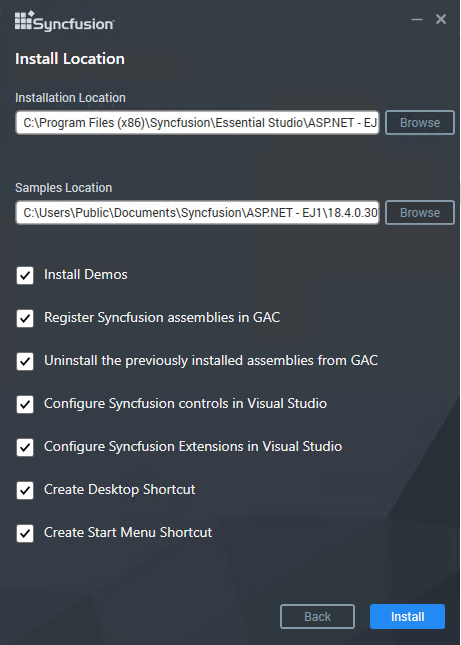 Syncfusion
Install Location
Installation Location
C:\Program Files (x86)\Syncfusion\Essential Studio\ASP.NET - EJ
Browse
Samples Location
C:\Users\Public\Documents\Syncfusion\ASP.NET - EJ1\18.4.0.30
Browse
Install Demos
Register Syncfusion assemblies in GAC
Uninstall the previously installed assemblies from GAC
Configure Syncfusion controls in Visual Studio
Configure Syncfusion Extensions in Visual Studio
Create Desktop Shortcut
Create Start Menu Shortcut
Back
Install